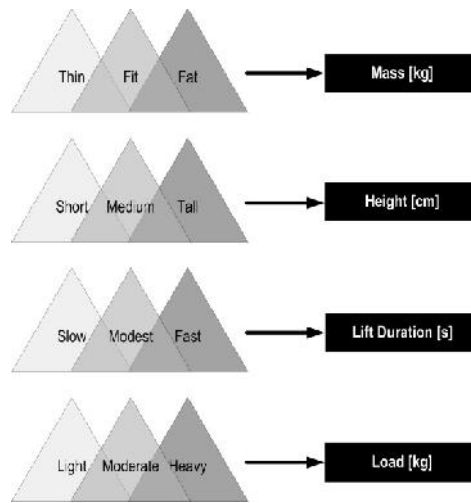 Thin Fit Fat Mass [kg]
Short Medium Tall Height [cm]
Slow Modest Fast Lift Duration [s]
Light Moderate Heavy Load [kg]